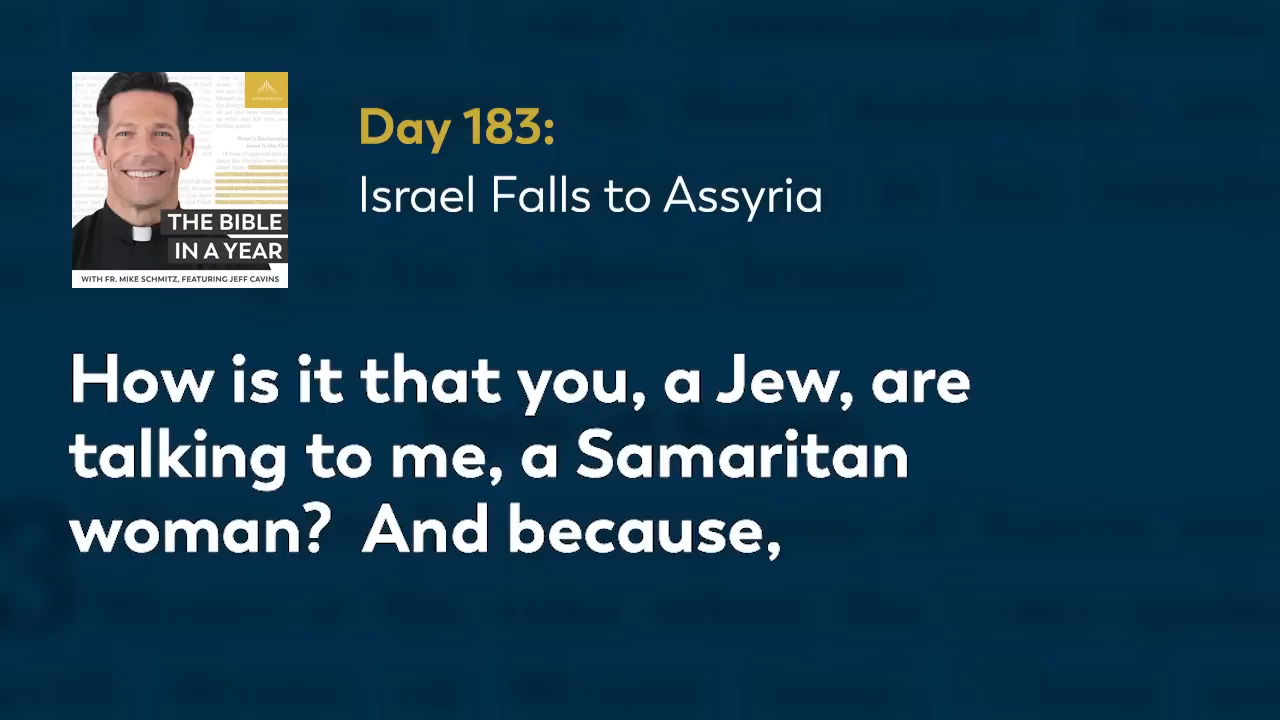 Day 183:
Israel Falls to Assyria
THE BIBLE
IN A YEAR
WITH FR. MIKE SCHMITZ, FEATURING JEFF CAVINS
How is it that you, a Jew, are
talking to me, a Samaritan
woman? And because,